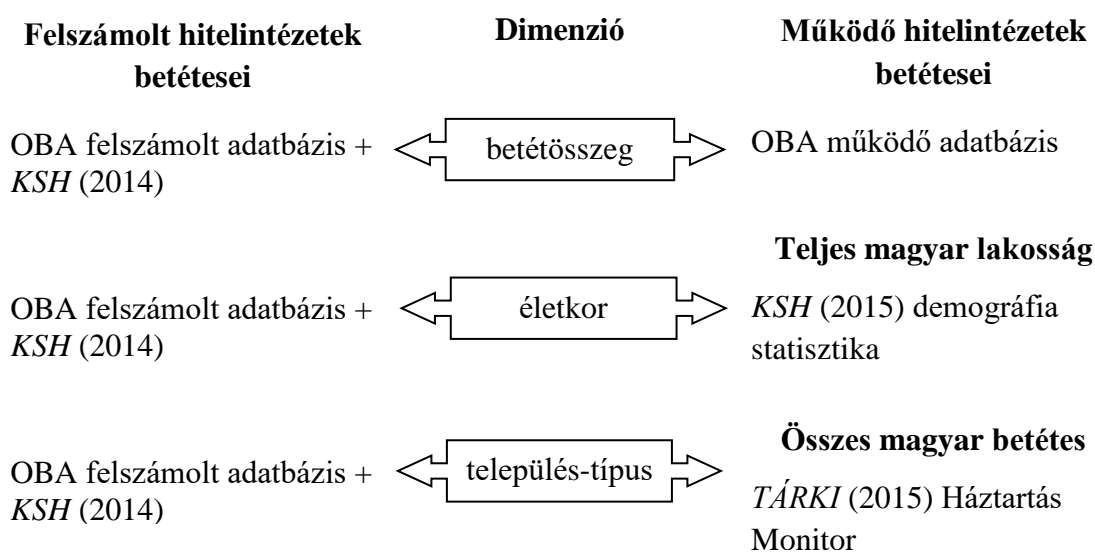 Felszámolt hitelintézetek
betétesei
Dimenzió
Működő hitelintézetek
betétesei
OBA felszámolt adatbázis +
KSH (2014)
betétösszeg
OBA működő adatbázis
Teljes magyar lakosság
OBA felszámolt adatbázis +
KSH (2014)
életkor
KSH (2015) demográfia
statisztika
Összes magyar betétes
OBA felszámolt adatbázis +
KSH (2014)
település-típus
TÁRKI (2015) Háztartás
Monitor